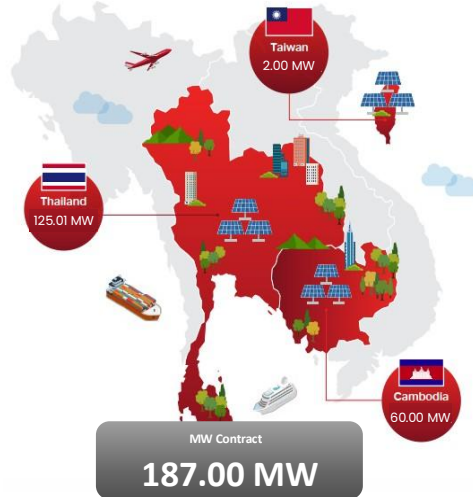 Taiwan
2.00 MW
Thailand
125.01 MW
Cambodia
60.00 MW
MW Contract
187.00 MW